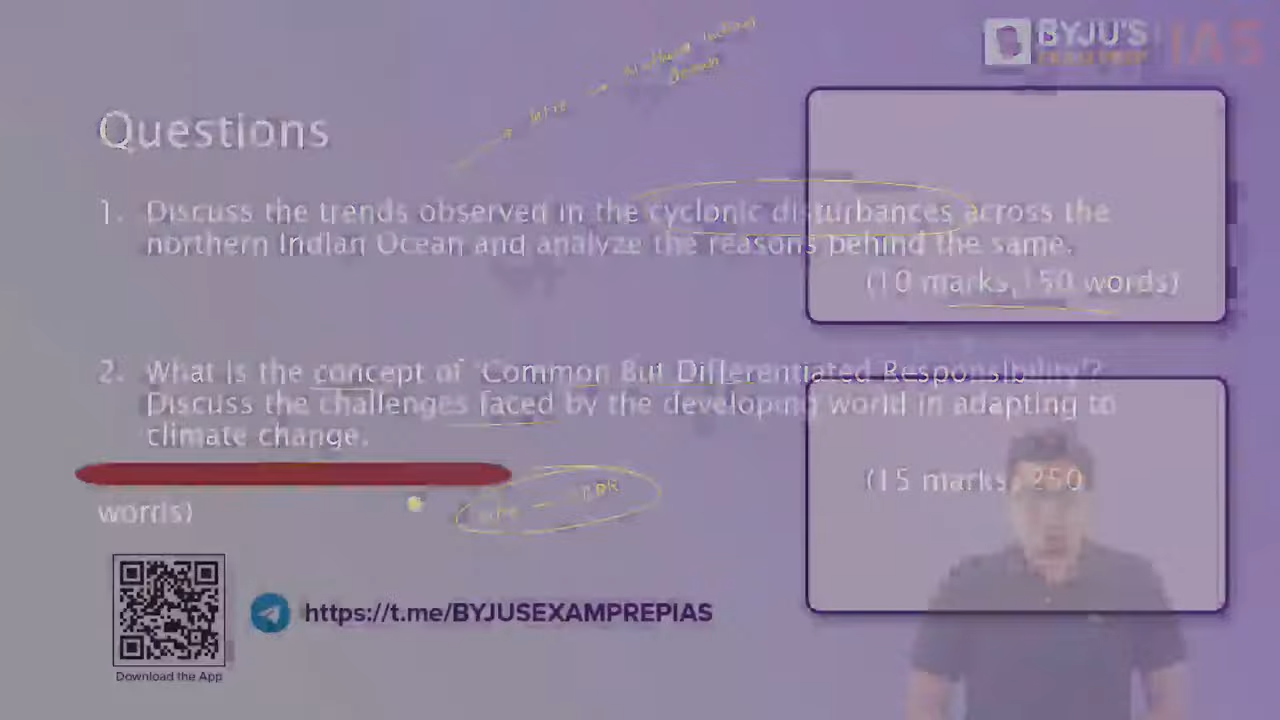 BYJU'S IAS
EXAM PREP
Questions
1. Discuss the trends observed in the cyclonic disturbances across the
northern Indian Ocean and analyze the reasons behind the same.
(10 marks,150 words)
2. What is the concept of 'Common But Differentiated Responsibility'?
Discuss the challenges faced by the developing world in adapting to
climate change.
(15 marks, 250
words)
https://t.me/BYJUSEXAMPREPIAS
Download the App